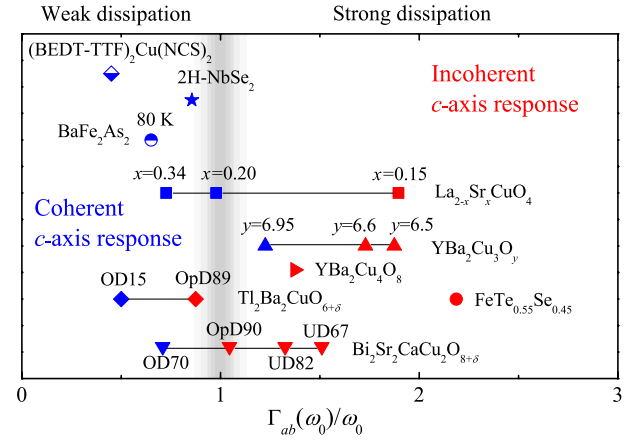 Weak dissipation Strong dissipation
(BEDT-TTF)₂Cu(NCS)₂
2H-NbSe₂
Incoherent
c-axis response
80 K
BaFe₂As₂
x=0.34 x=0.20 x=0.15
La₂₋ₓSrₓCuO₄
Coherent
c-axis response
y=6.95 y=6.6 y=6.5
YBa₂Cu₃O_y
YBa₂Cu₄O₈
OD15 OpD89 Tl₂Ba₂CuO₆₊δ FeTe₀.₅₅Se₀.₄₅
OpD90 UD67
OD70 UD82 Bi₂Sr₂CaCu₂O₈₊δ
0 1 2 3
Γ_ab(ω₀)/ω₀